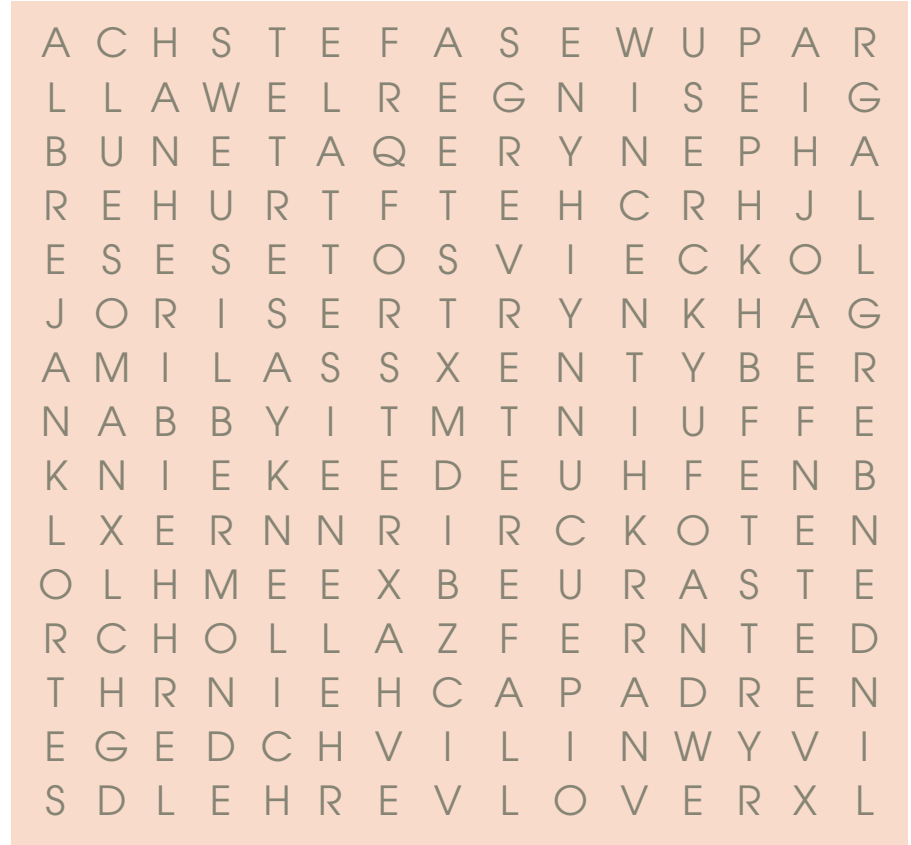 A C H S T E F A S E W U P A R
L L A W E L R E G N I S E I G
B U N E T A Q E R Y N E P H A
R E H U R T F T E H C R H J L
E S E S E T O S V I E C K O L
J O R I S E R T R Y N K H A G
A M I L A S S X E N T Y B E R
N A B B Y I T M T N I U F F E
K N I E K E E D E U H F E N B
L X E R N N R I R C K O T E N
O L H M E E X B E U R A S T E
R C H O L L A Z F E R N T E D
T H R N I E H C A P A D R E N
E G E D C H V I L I N W Y V I
S D L E H R E V L O V E R X L